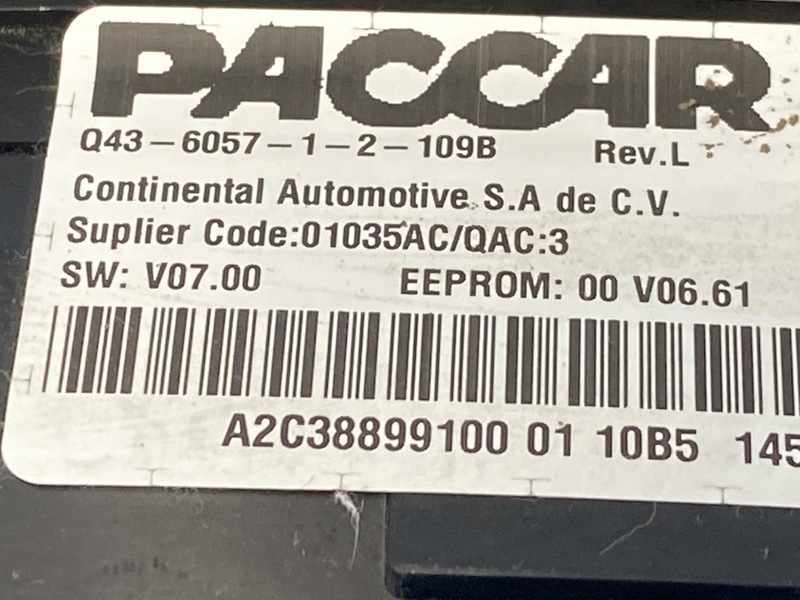 PACCAR
Q43-6057-1-2-109B Rev.L
Continental Automotive S.A de C.V.
Suplier Code:01035AC/QAC:3
SW: V07.00 EEPROM: 00 V06.61
A2C38899100 01 10B5 145